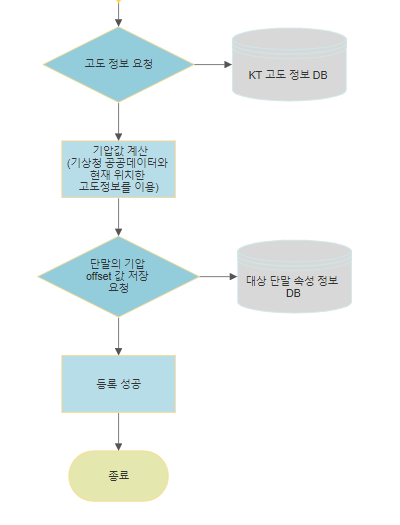 고도 정보 요청
KT 고도 정보 DB
기압값 계산
(기상청 공공데이터와
현재 위치한
고도정보를 이용)
단말의 기압
offset 값 저장
요청
대상 단말 속성 정보
DB
등록 성공
종료